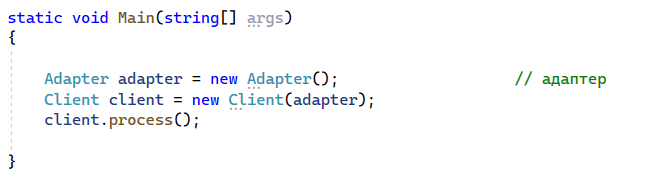 static void Main(string[] args)
{
Adapter adapter = new Adapter(); // адаптер
Client client = new Client(adapter);
client.process();
}